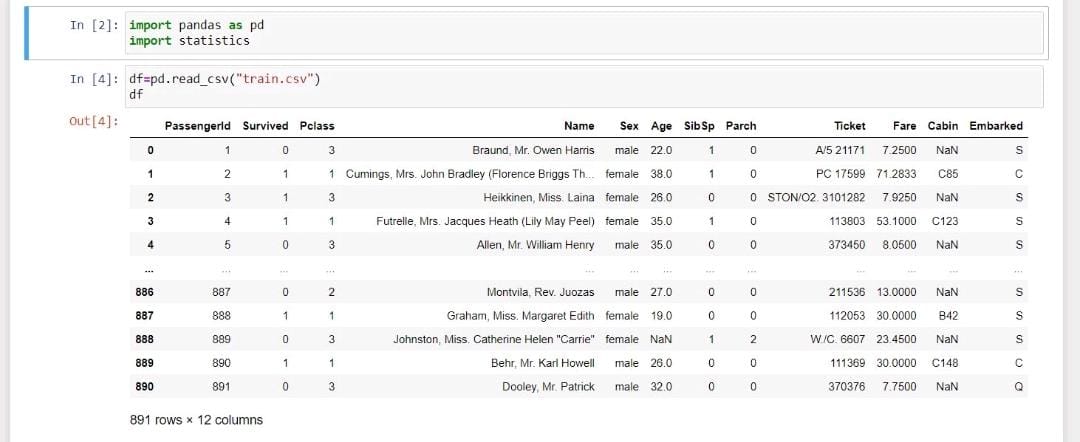 In [2]: import pandas as pd
import statistics
In [4]: df=pd.read_csv("train.csv")
df
Out[4]:
PassengerId Survived Pclass Name Sex Age SibSp Parch Ticket Fare Cabin Embarked
0 1 0 3 Braund, Mr. Owen Harris male 22.0 1 0 A/5 21171 7.2500 NaN S
1 2 1 1 Cumings, Mrs. John Bradley (Florence Briggs Th... female 38.0 1 0 PC 17599 71.2833 C85 C
2 3 1 3 Heikkinen, Miss. Laina female 26.0 0 0 STON/O2. 3101282 7.9250 NaN S
3 4 1 1 Futrelle, Mrs. Jacques Heath (Lily May Peel) female 35.0 1 0 113803 53.1000 C123 S
4 5 0 3 Allen, Mr. William Henry male 35.0 0 0 373450 8.0500 NaN S
... ... ... ... ... ... ... ... ... ... ... ... ...
886 887 0 2 Montvila, Rev. Juozas male 27.0 0 0 211536 13.0000 NaN S
887 888 1 1 Graham, Miss. Margaret Edith female 19.0 0 0 112053 30.0000 B42 S
888 889 0 3 Johnston, Miss. Catherine Helen "Carrie" female NaN 1 2 W./C. 6607 23.4500 NaN S
889 890 1 1 Behr, Mr. Karl Howell male 26.0 0 0 111369 30.0000 C148 C
890 891 0 3 Dooley, Mr. Patrick male 32.0 0 0 370376 7.7500 NaN Q
891 rows × 12 columns